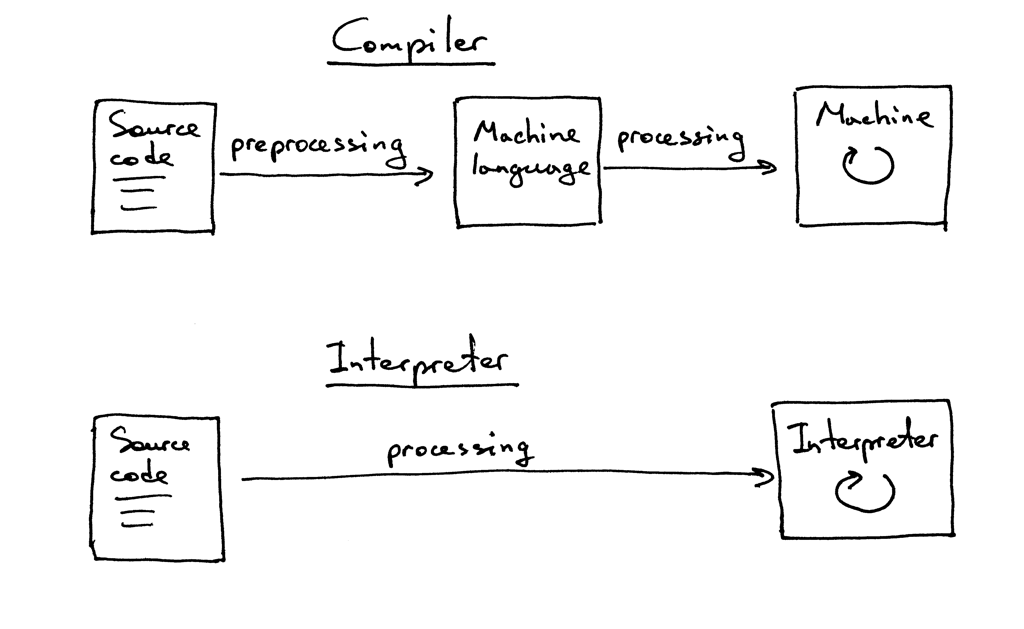 Compiler
Source
code
preprocessing
Machine
language
processing
Machine
Interpreter
Source
code
processing
Interpreter